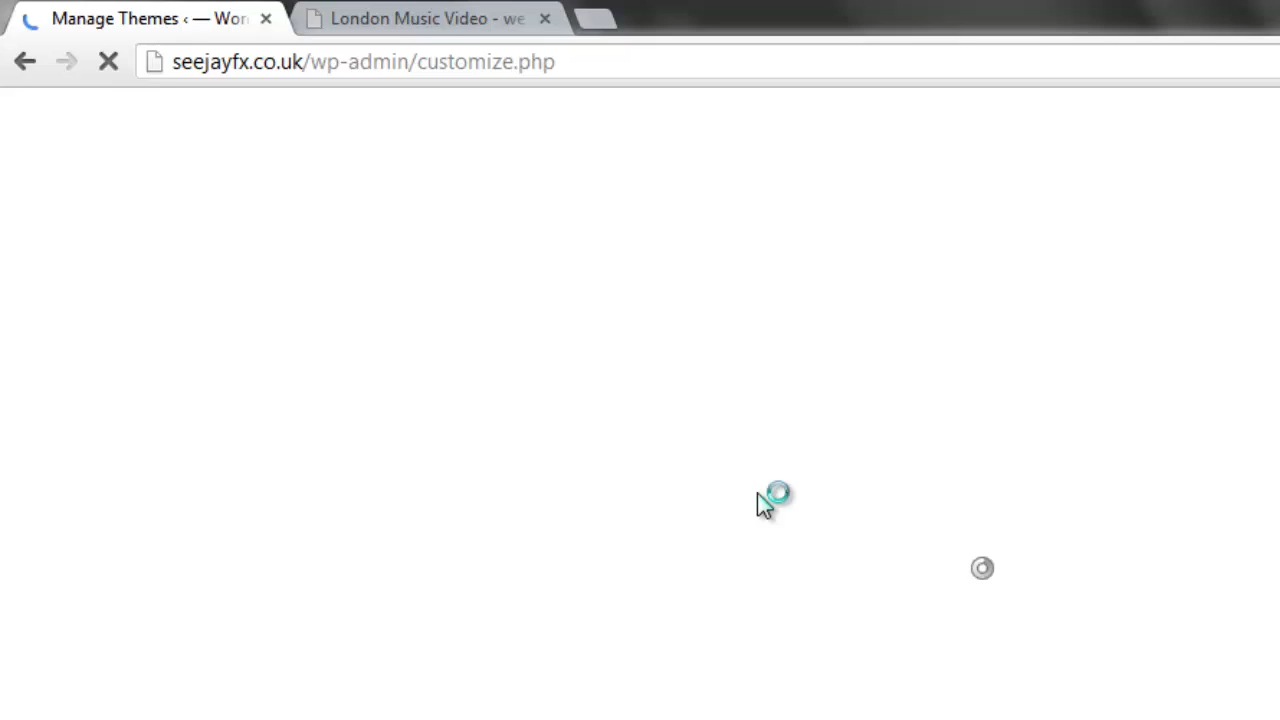 Manage Themes ‹ — Wor
London Music Video - we
seejayfx.co.uk/wp-admin/customize.php